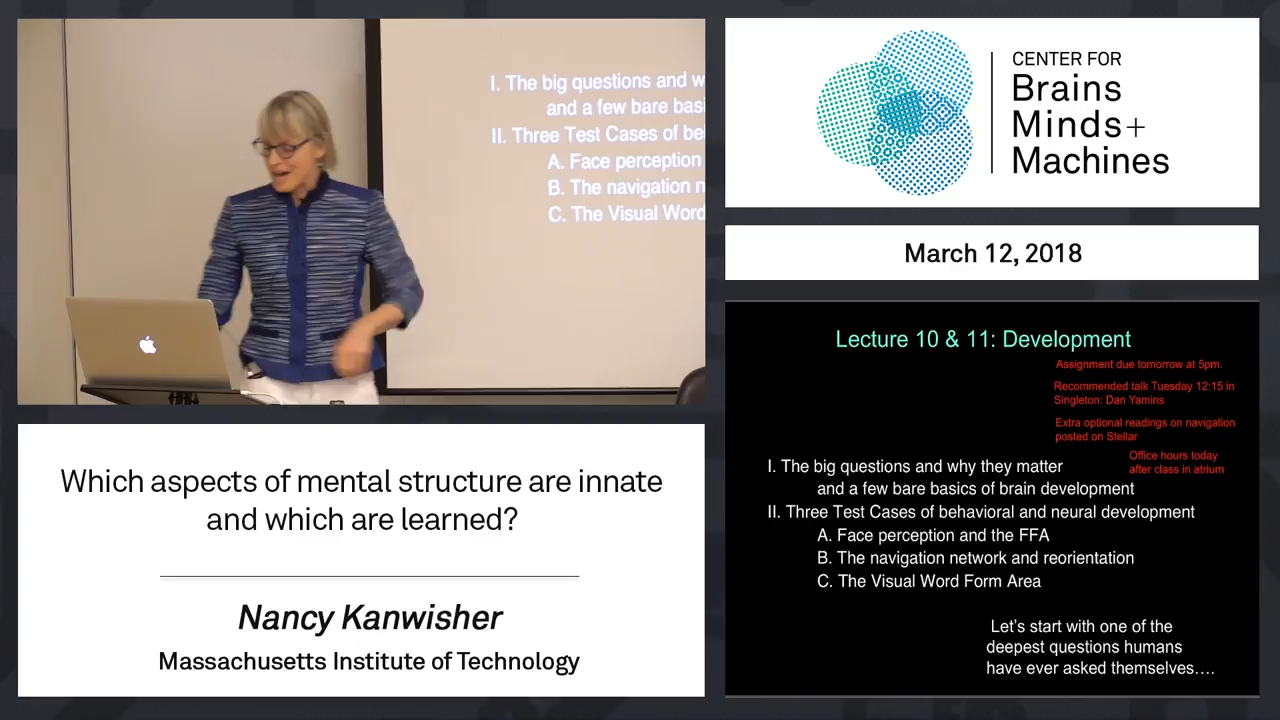 I. The big questions and w
and a few bare basi
II. Three Test Cases of be
A. Face perception
B. The navigation n
C. The Visual Word
CENTER FOR
Brains
Minds+
Machines
March 12, 2018
Which aspects of mental structure are innate
and which are learned?
Nancy Kanwisher
Massachusetts Institute of Technology
Lecture 10 & 11: Development
Assignment due tomorrow at 5pm.
Recommended talk Tuesday 12:15 in
Singleton: Dan Yamins
Extra optional readings on navigation
posted on Stellar
Office hours today
after class in atrium
I. The big questions and why they matter
and a few bare basics of brain development
II. Three Test Cases of behavioral and neural development
A. Face perception and the FFA
B. The navigation network and reorientation
C. The Visual Word Form Area
Let's start with one of the
deepest questions humans
have ever asked themselves....